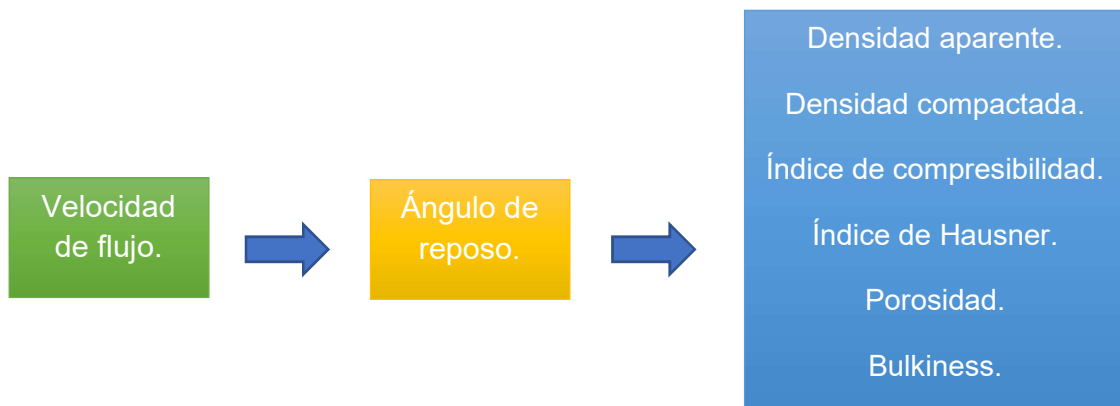 Velocidad
de flujo.
Ángulo de
reposo.
Densidad aparente.
Densidad compactada.
Índice de compresibilidad.
Índice de Hausner.
Porosidad.
Bulkiness.